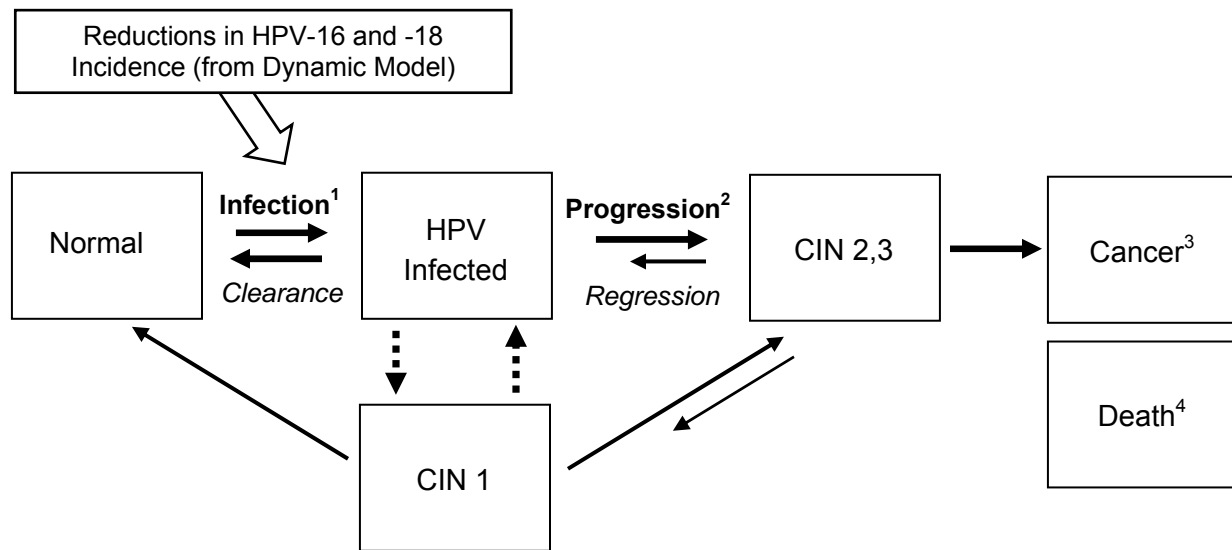 Reductions in HPV-16 and -18
Incidence (from Dynamic Model)
Normal
Infection¹
Clearance
HPV
Infected
Progression²
Regression
CIN 2,3
Cancer³
Death⁴
CIN 1